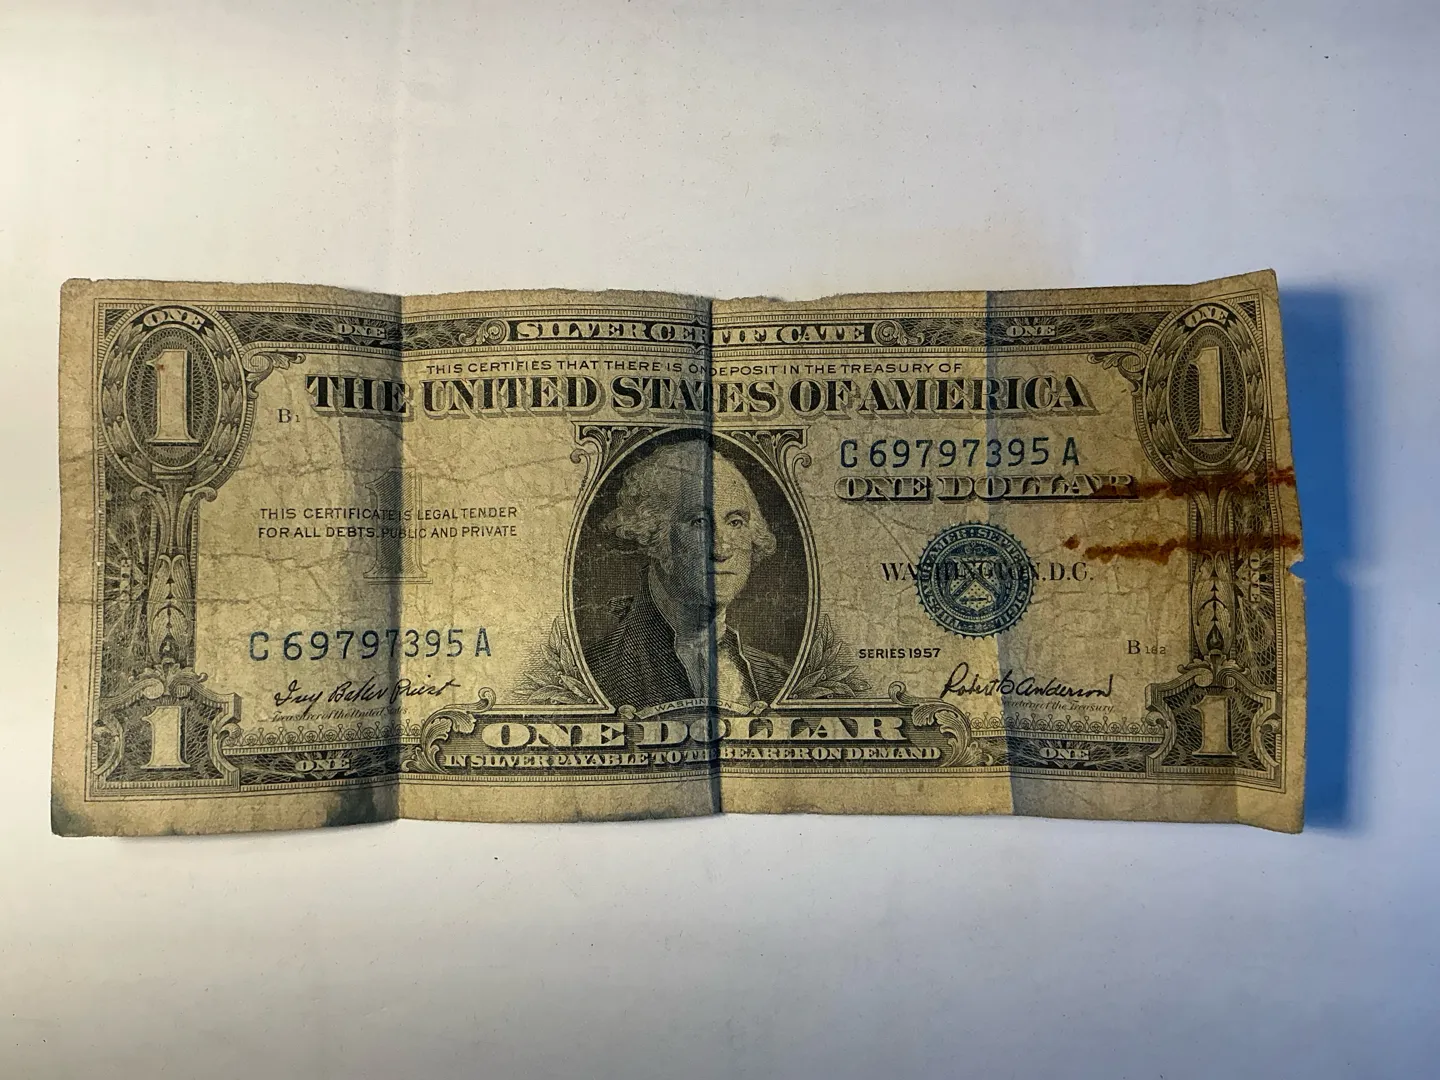 ONE
ONE
SILVER CERTIFICATE
ONE
ONE
1
1
THIS CERTIFIES THAT THERE IS ON DEPOSIT IN THE TREASURY OF
THE UNITED STATES OF AMERICA
B1
C 69797395 A
ONE DOLLAR
1
THIS CERTIFICATE IS LEGAL TENDER
FOR ALL DEBTS, PUBLIC AND PRIVATE
WASHINGTON, D.C.
C 69797395 A
SERIES 1957
B 162
Ivy Baker Priest
Robert B Anderson
Treasurer of the United
Secretary of the Treasury.
WASHINGTON
1
ONE DOLLAR
1
IN SILVER PAYABLE TO THE BEARER ON DEMAND
ONE
ONE